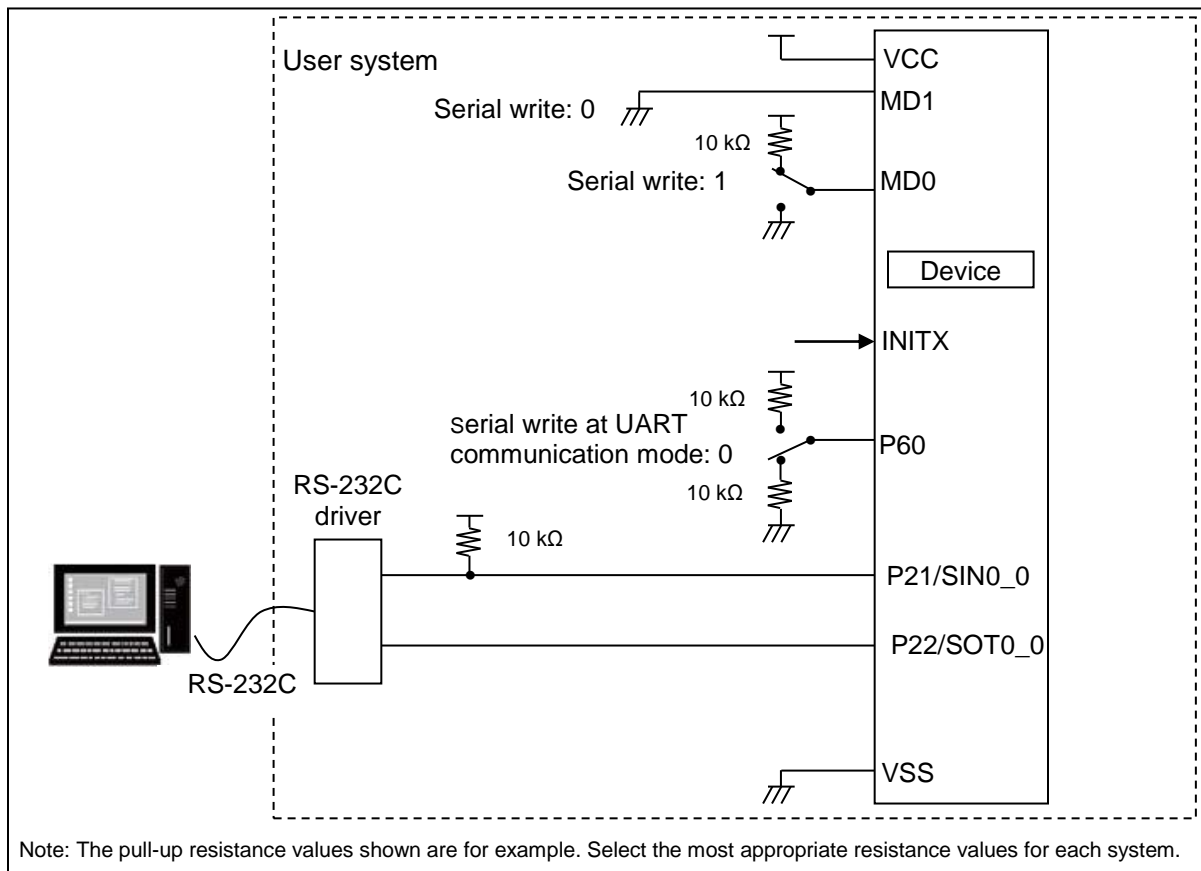 User system
VCC
MD1
Serial write: 0
10 kΩ
Serial write: 1
MD0
Device
INITX
10 kΩ
serial write at UART
communication mode: 0
P60
10 kΩ
RS-232C
driver
10 kΩ
P21/SIN0_0
P22/SOT0_0
RS-232C
VSS
Note: The pull-up resistance values shown are for example. Select the most appropriate resistance values for each system.